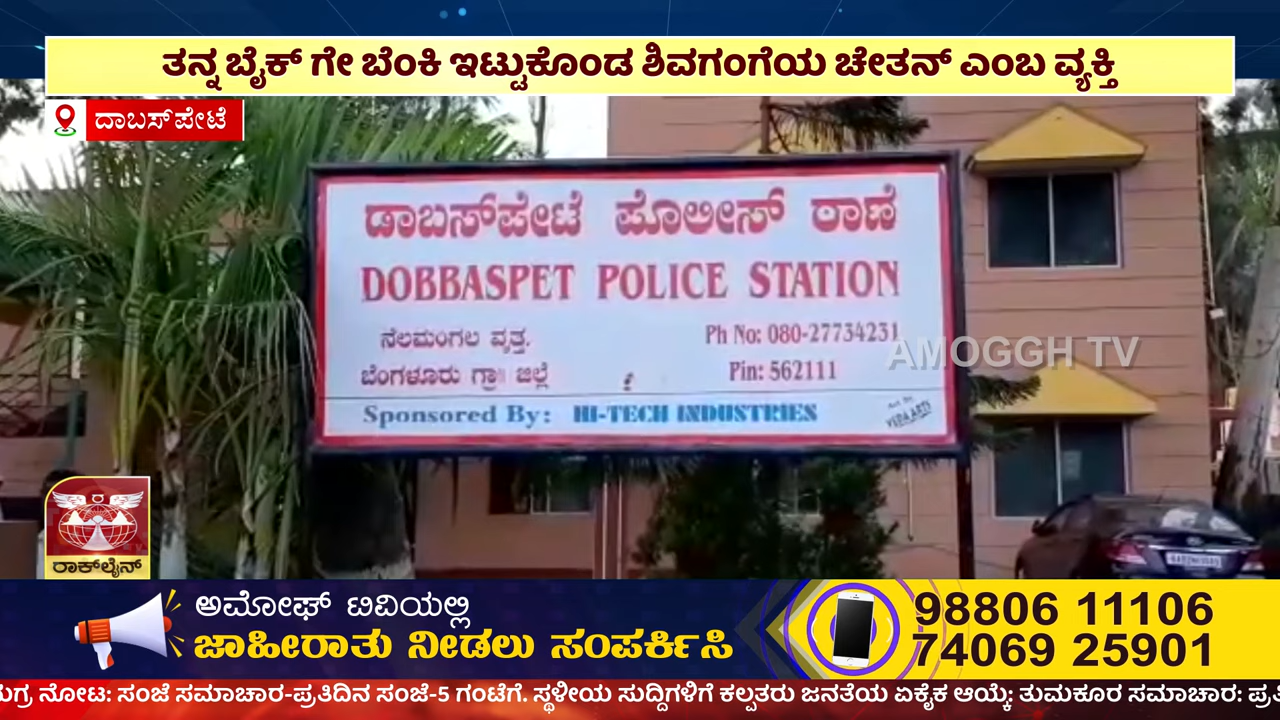 ತನ್ನ ಬೈಕ್ ಗೇ ಬೆಂಕಿ ಇಟ್ಟುಕೊಂಡ ಶಿವಗಂಗೆಯ ಚೇತನ್ ಎಂಬ ವ್ಯಕ್ತಿ
ದಾಬಸ್‌ಪೇಟೆ
ಡಾಬಸ್‌ಪೇಟೆ ಪೊಲೀಸ್ ಠಾಣೆ
DOBBASPET POLICE STATION
ನೆಲಮಂಗಲ ವೃತ್ತ.
Ph No: 080-27734231
AMOGGH TV
ಬೆಂಗಳೂರು ಗ್ರಾ॥ ಜಿಲ್ಲೆ
Pin: 562111
Sponsored By: HI-TECH INDUSTRIES
VEDA ARTS
ರಾಕ್‌ಲೈನ್
ಅಮೋಘ್ ಟಿವಿಯಲ್ಲಿ
ಜಾಹೀರಾತು ನೀಡಲು ಸಂಪರ್ಕಿಸಿ
98806 11106
74069 25901
ನೋಟ: ಸಂಜೆ ಸಮಾಚಾರ-ಪ್ರತಿದಿನ ಸಂಜೆ-5 ಗಂಟೆಗೆ. ಸ್ಥಳೀಯ ಸುದ್ದಿಗಳಿಗೆ ಕಲ್ಪತರು ಜನತೆಯ ಏಕೈಕ ಆಯ್ಕೆ: ತುಮಕೂರ ಸಮಾಚಾರ: